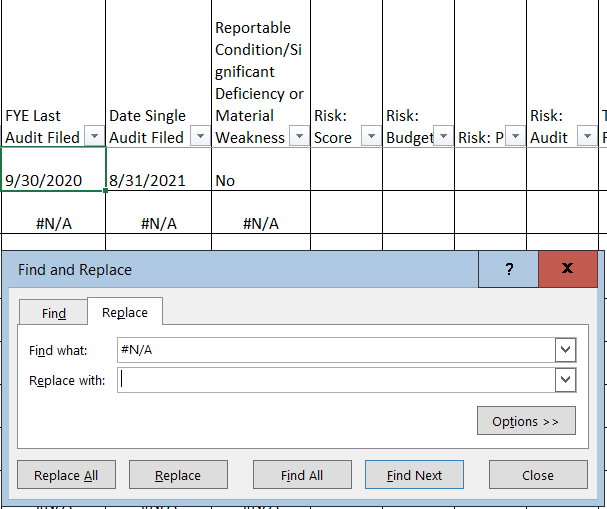 Reportable
Condition/Si
gnificant
Deficiency or
FYE Last Date Single Material Risk: Risk: Risk:
Audit Filed Audit Filed Weakness Score Budget Risk: P Audit
9/30/2020 8/31/2021 No
#N/A #N/A #N/A
Find and Replace ? x
Find Replace
Find what: #N/A
Replace with:
Options >>
Replace All Replace Find All Find Next Close